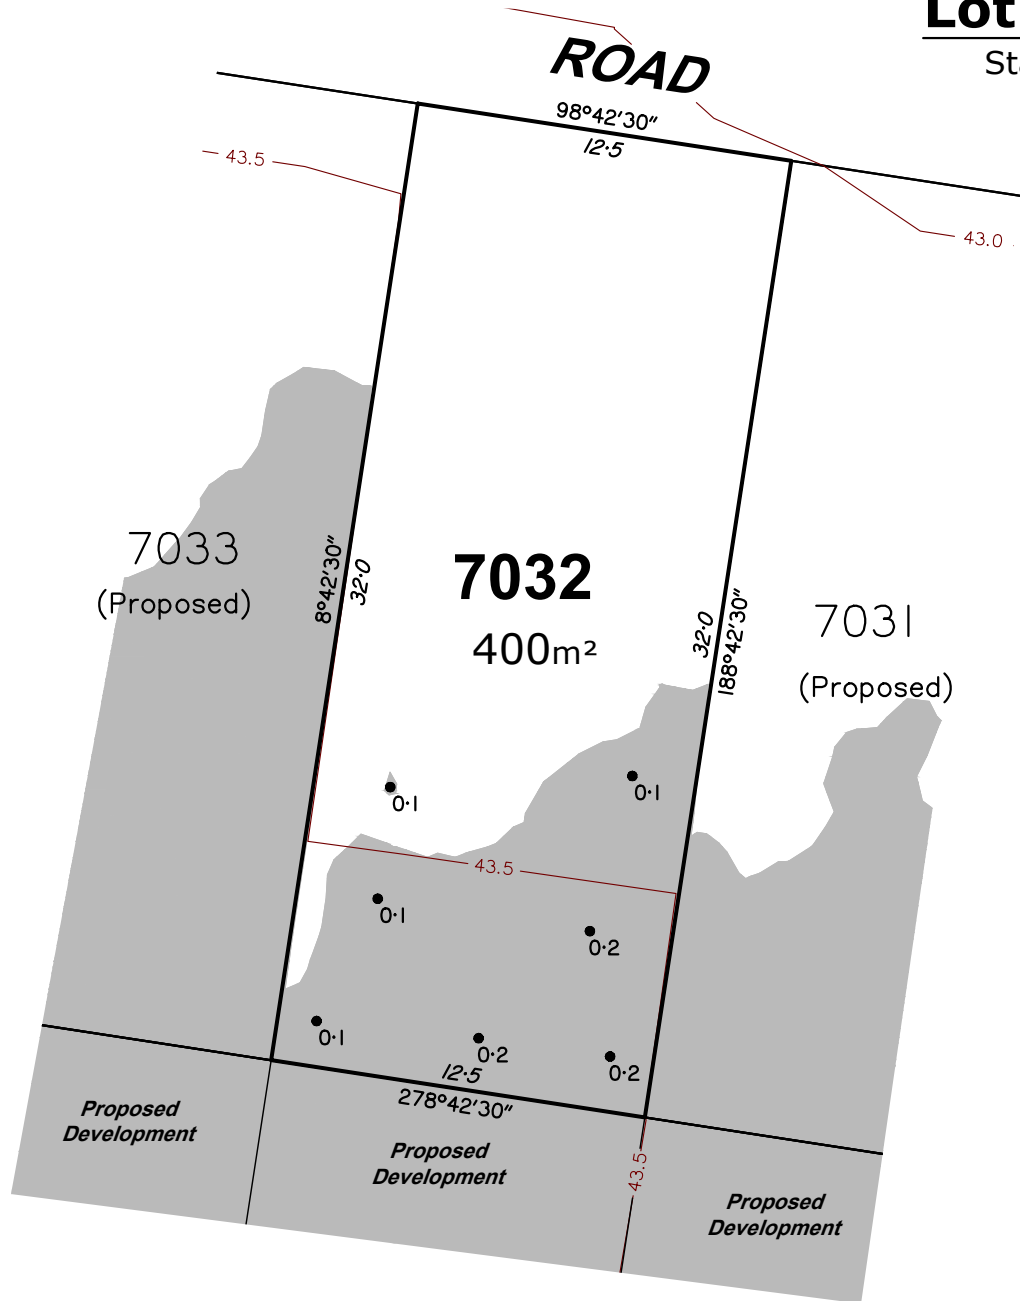 Lot
ROAD
98°42'30"
12·5
43.5
43.0
7033
(Proposed)
8°42'30"
32·0
7032
400m²
32·0
188°42'30"
7031
(Proposed)
0·1
0·1
43.5
0·1
0·2
0·1
0·2
0·2
12·5
278°42'30"
Proposed
Development
Proposed
Development
43.5
Proposed
Development